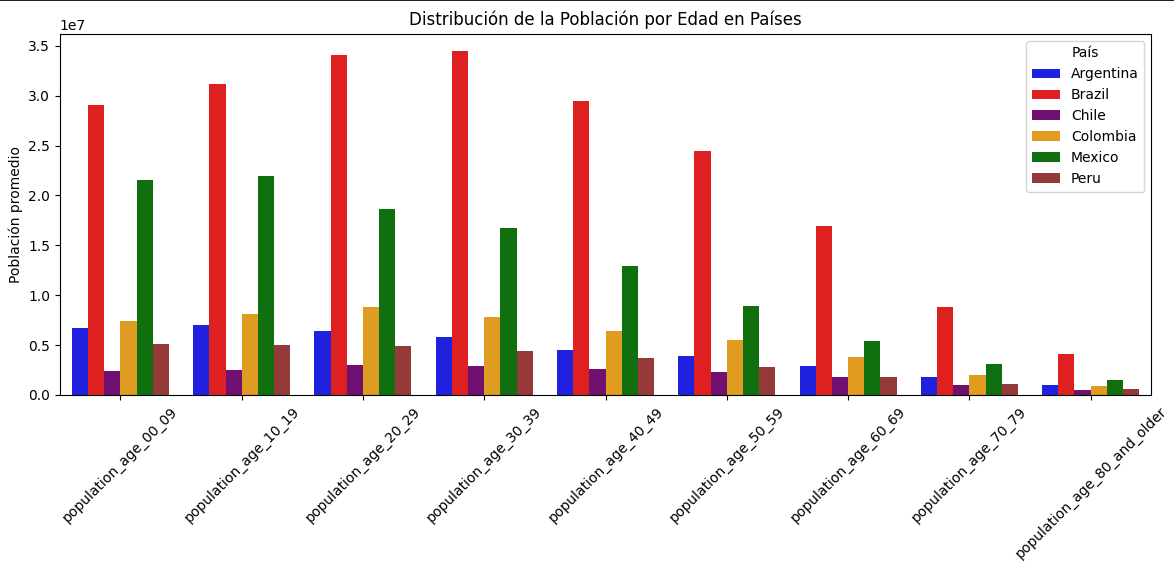 Distribución de la Población por Edad en Países
1e7
3.5
3.0
2.5
2.0
1.5
1.0
0.5
0.0
Población promedio
País
Argentina
Brazil
Chile
Colombia
Mexico
Peru
population_age_00_09
population_age_10_19
population_age_20_29
population_age_30_39
population_age_40_49
population_age_50_59
population_age_60_69
population_age_70_79
population_age_80_and_older